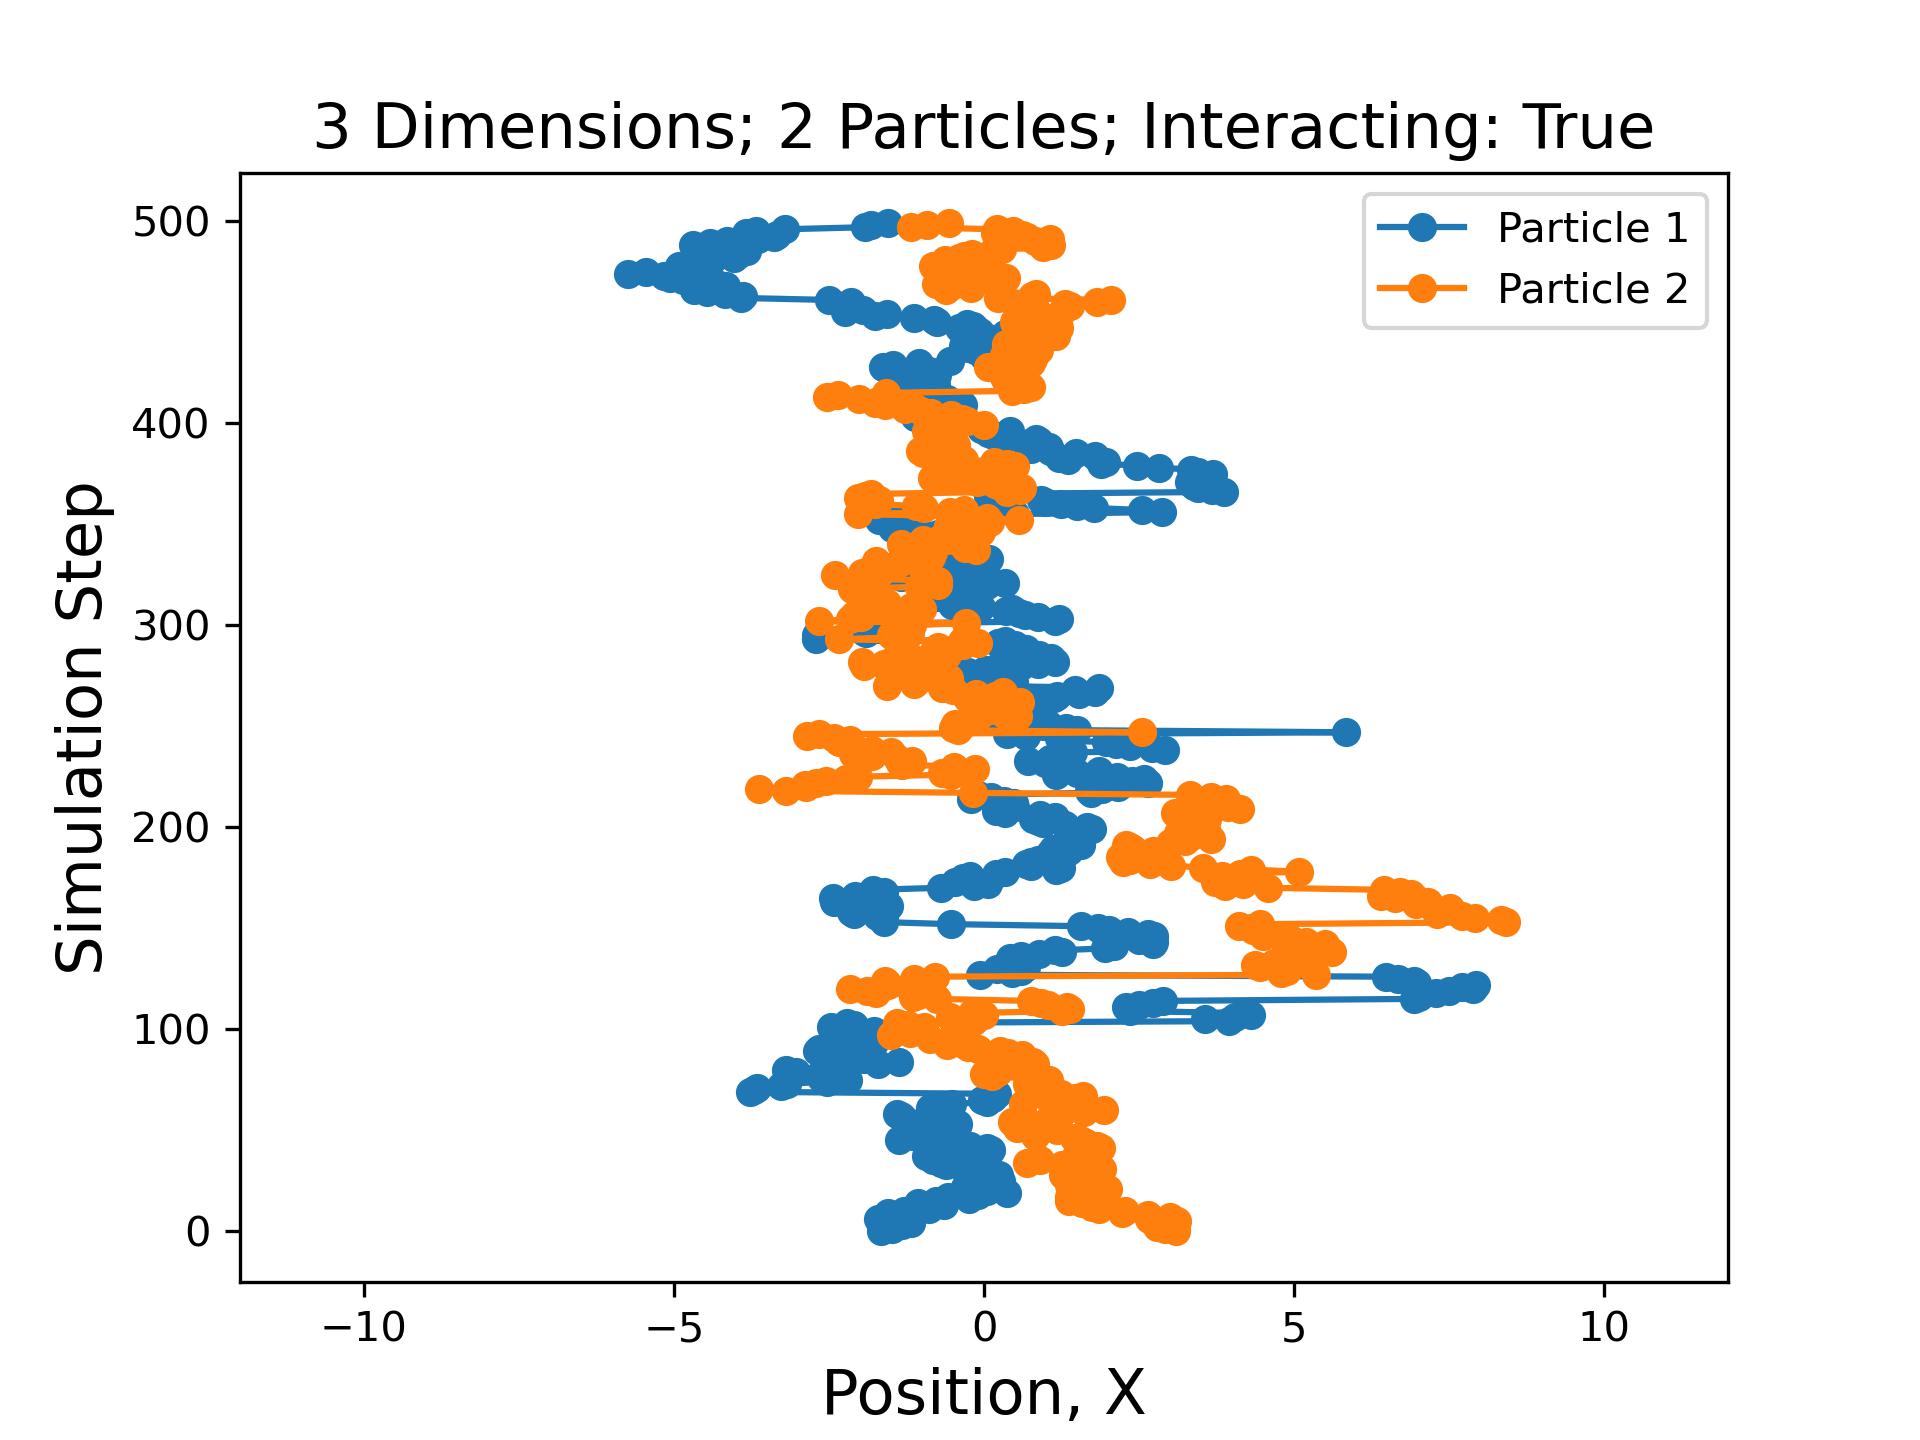 3 Dimensions; 2 Particles; Interacting: True
Particle 1
Particle 2
500
400
300
200
100
0
Simulation Step
−10
−5
0
5
10
Position, X